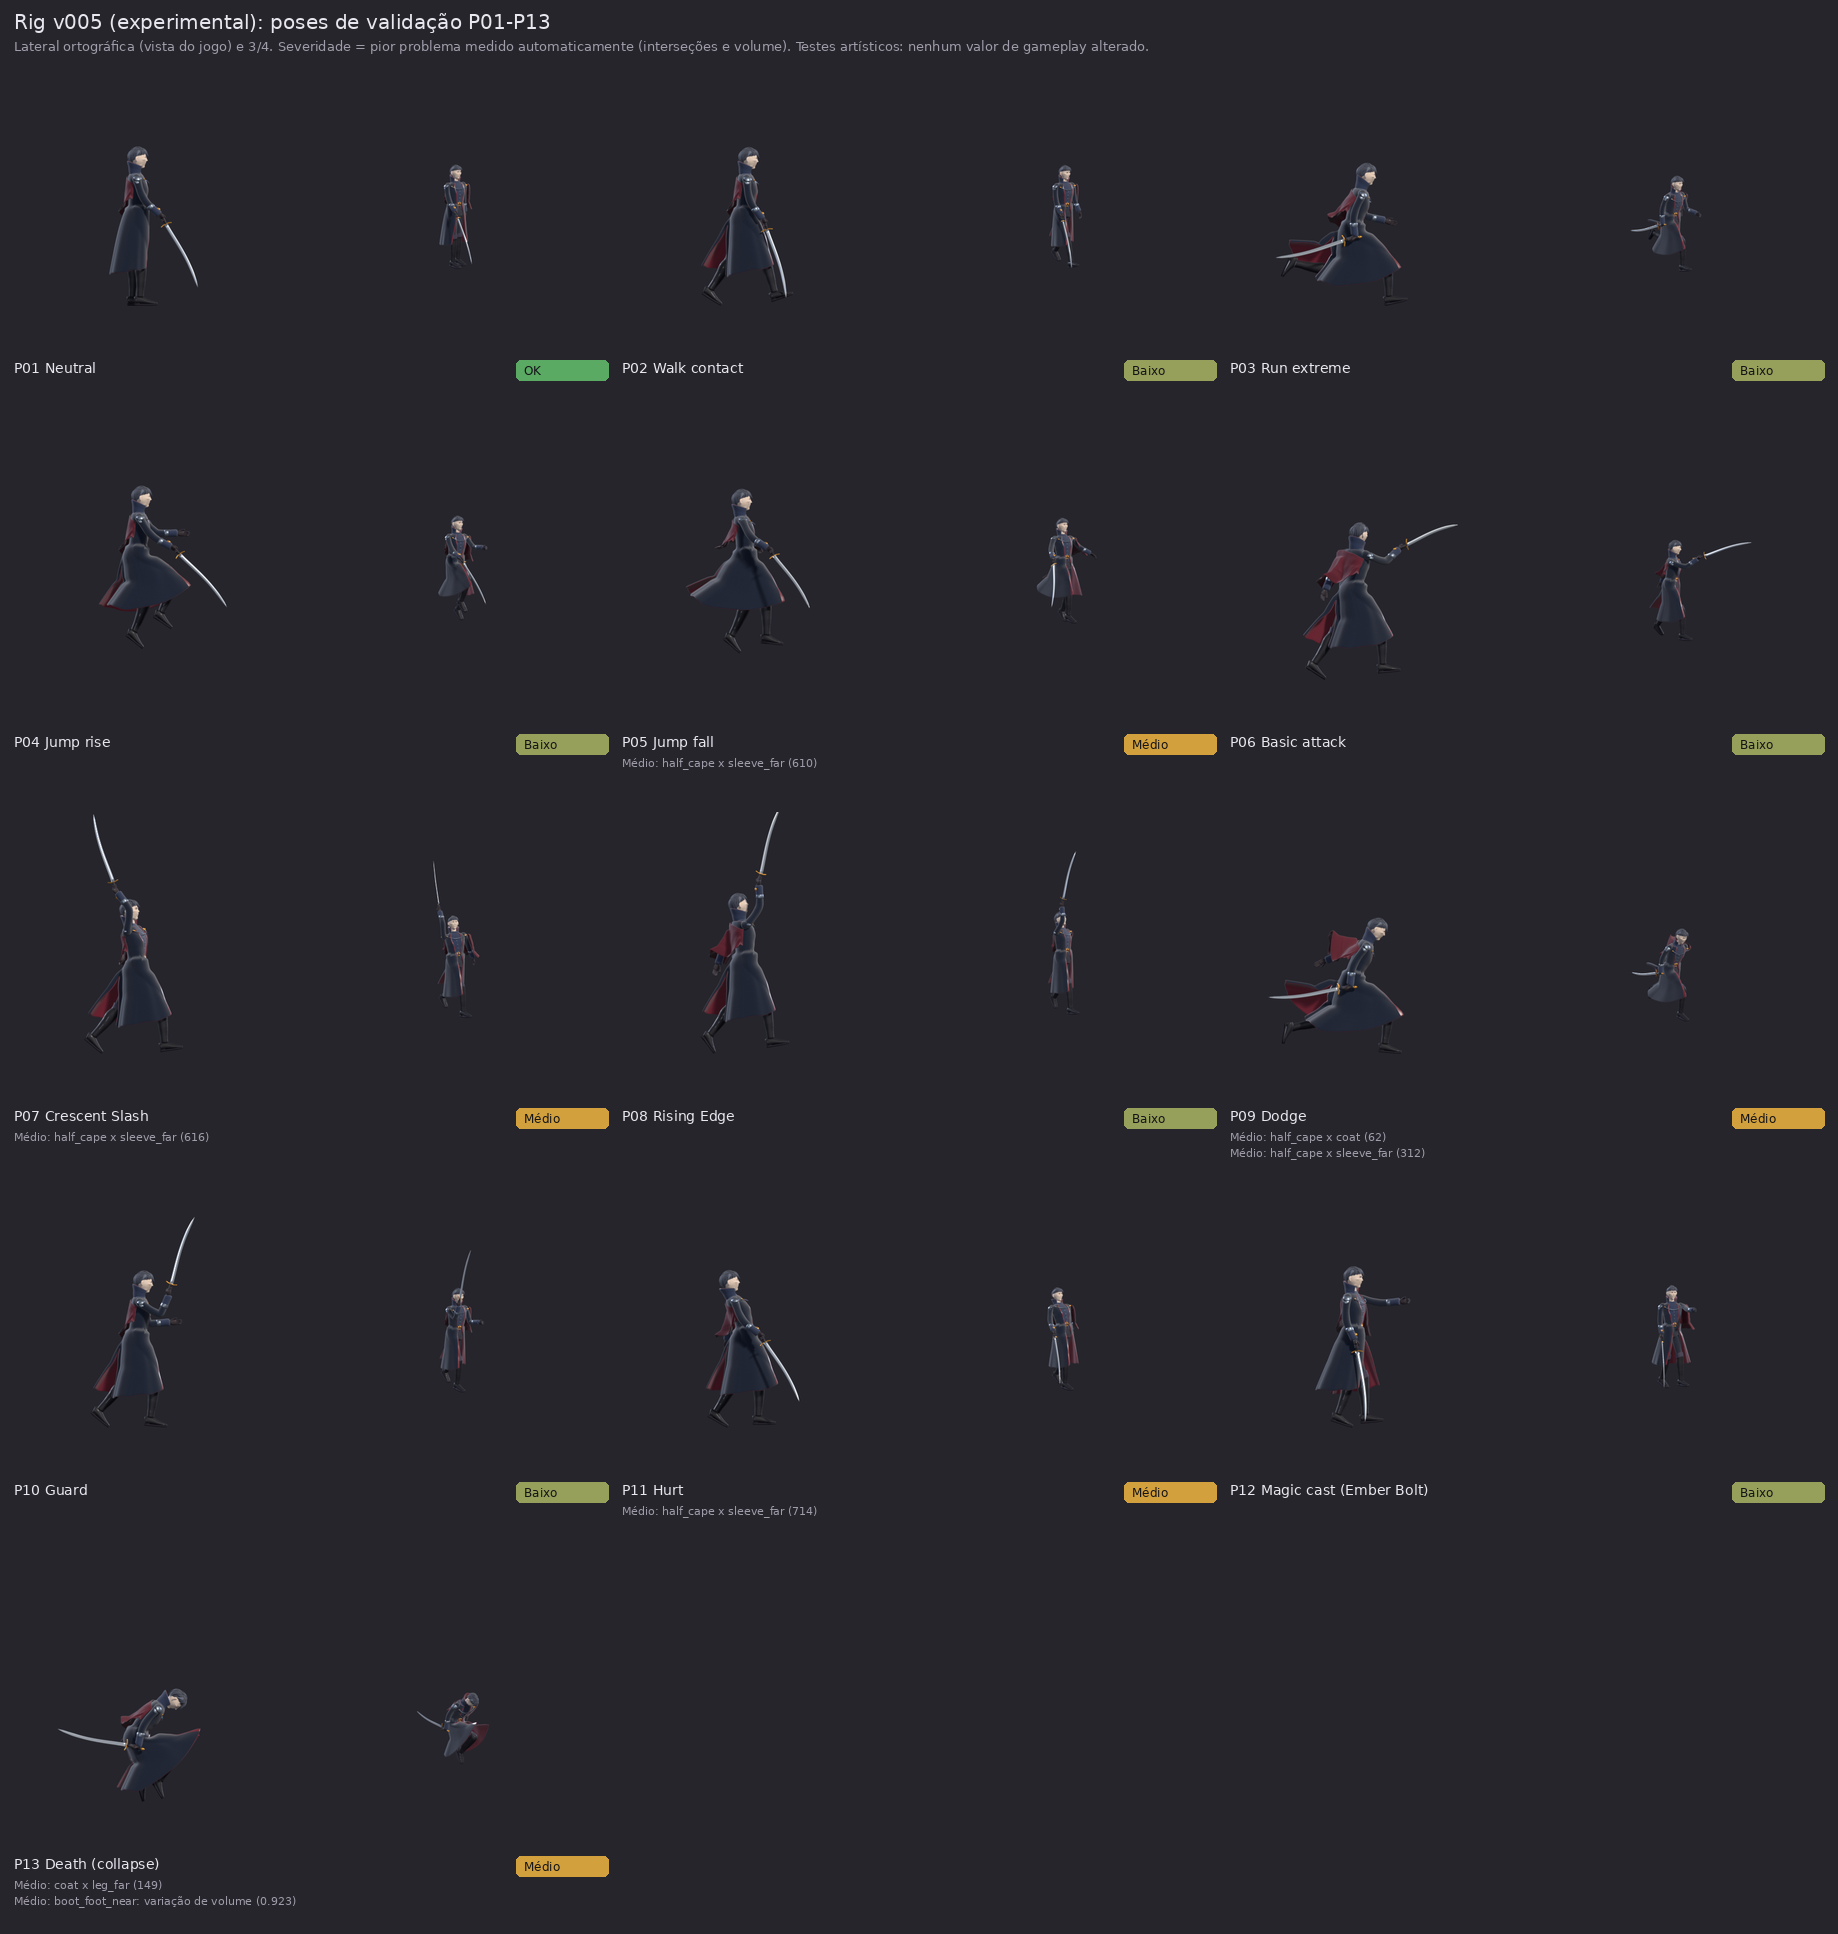 Rig v005 (experimental): poses de validação P01-P13
Lateral ortográfica (vista do jogo) e 3/4. Severidade = pior problema medido automaticamente (interseções e volume). Testes artísticos: nenhum valor de gameplay alterado.
P01 Neutral
OK
P02 Walk contact
Baixo
P03 Run extreme
Baixo
P04 Jump rise
Baixo
P05 Jump fall
Médio
Médio: half_cape x sleeve_far (610)
P06 Basic attack
Baixo
P07 Crescent Slash
Médio
Médio: half_cape x sleeve_far (616)
P08 Rising Edge
Baixo
P09 Dodge
Médio
Médio: half_cape x coat (62)
Médio: half_cape x sleeve_far (312)
P10 Guard
Baixo
P11 Hurt
Médio
Médio: half_cape x sleeve_far (714)
P12 Magic cast (Ember Bolt)
Baixo
P13 Death (collapse)
Médio
Médio: coat x leg_far (149)
Médio: boot_foot_near: variação de volume (0.923)